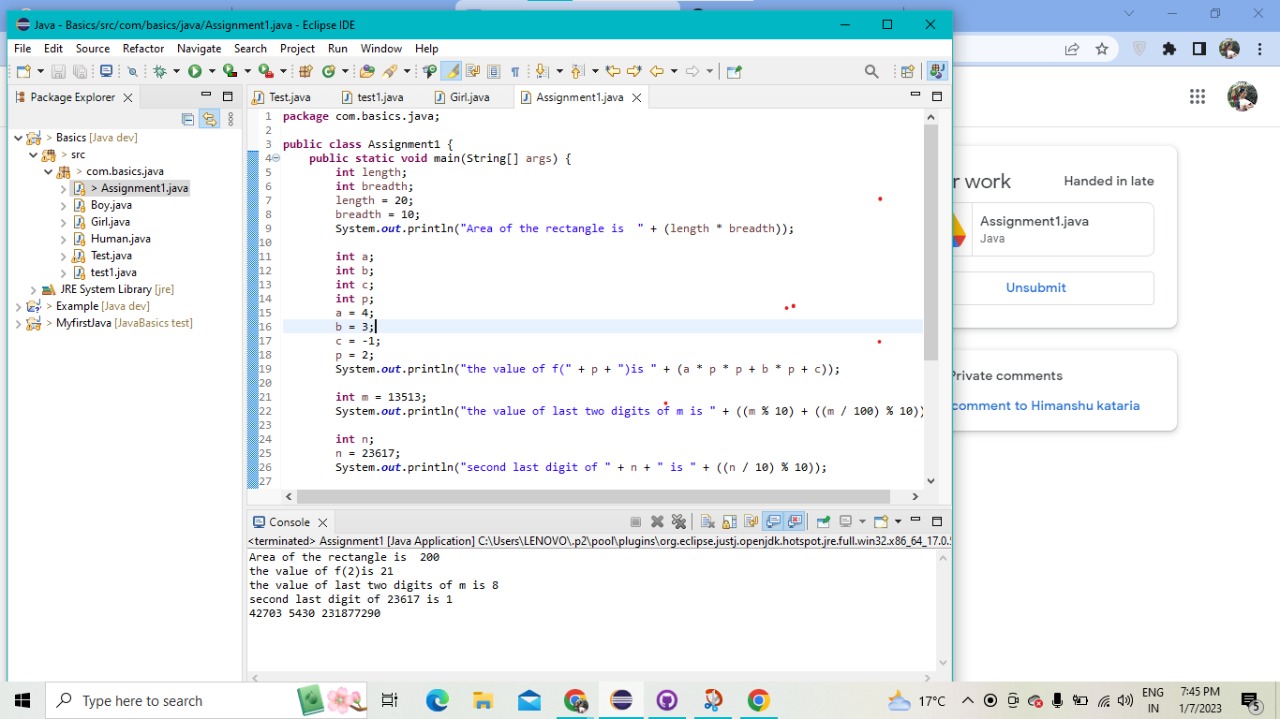 Java - Basics/src/com/basics/java/Assignment1.java - Eclipse IDE
File Edit Source Refactor Navigate Search Project Run Window Help
Package Explorer
Test.java test1.java Girl.java Assignment1.java
> Basics [Java dev]
> src
> com.basics.java
> Assignment1.java
Boy.java
Girl.java
Human.java
Test.java
test1.java
JRE System Library [jre]
> Example [Java dev]
> MyfirstJava [JavaBasics test]
1 package com.basics.java;
2
3 public class Assignment1 {
4 public static void main(String[] args) {
5 int length;
6 int breadth;
7 length = 20;
8 breadth = 10;
9 System.out.println("Area of the rectangle is  " + (length * breadth));
10
11 int a;
12 int b;
13 int c;
14 int p;
15 a = 4;
16 b = 3;
17 c = -1;
18 p = 2;
19 System.out.println("the value of f(" + p + ")is " + (a * p * p + b * p + c));
20
21 int m = 13513;
22 System.out.println("the value of last two digits of m is " + ((m % 10) + ((m / 100) % 10))
23
24 int n;
25 n = 23617;
26 System.out.println("second last digit of " + n + " is " + ((n / 10) % 10));
27
Console
<terminated> Assignment1 [Java Application] C:\Users\LENOVO\.p2\pool\plugins\org.eclipse.justj.openjdk.hotspot.jre.full.win32.x86_64_17.0.
Area of the rectangle is  200
the value of f(2)is 21
the value of last two digits of m is 8
second last digit of 23617 is 1
42703 5430 231877290
r work Handed in late
Assignment1.java
Java
Unsubmit
Private comments
comment to Himanshu kataria
Type here to search
17°C
ENG
IN
7:45 PM
1/7/2023
5